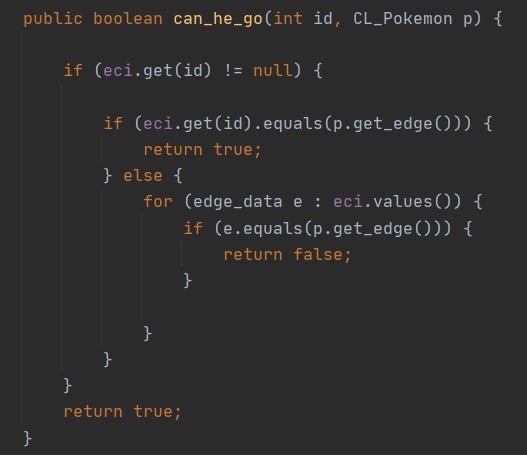 public boolean can_he_go(int id, CL_Pokemon p) {
if (eci.get(id) != null) {
if (eci.get(id).equals(p.get_edge())) {
return true;
} else {
for (edge_data e : eci.values()) {
if (e.equals(p.get_edge())) {
return false;
}
}
}
}
return true;
}